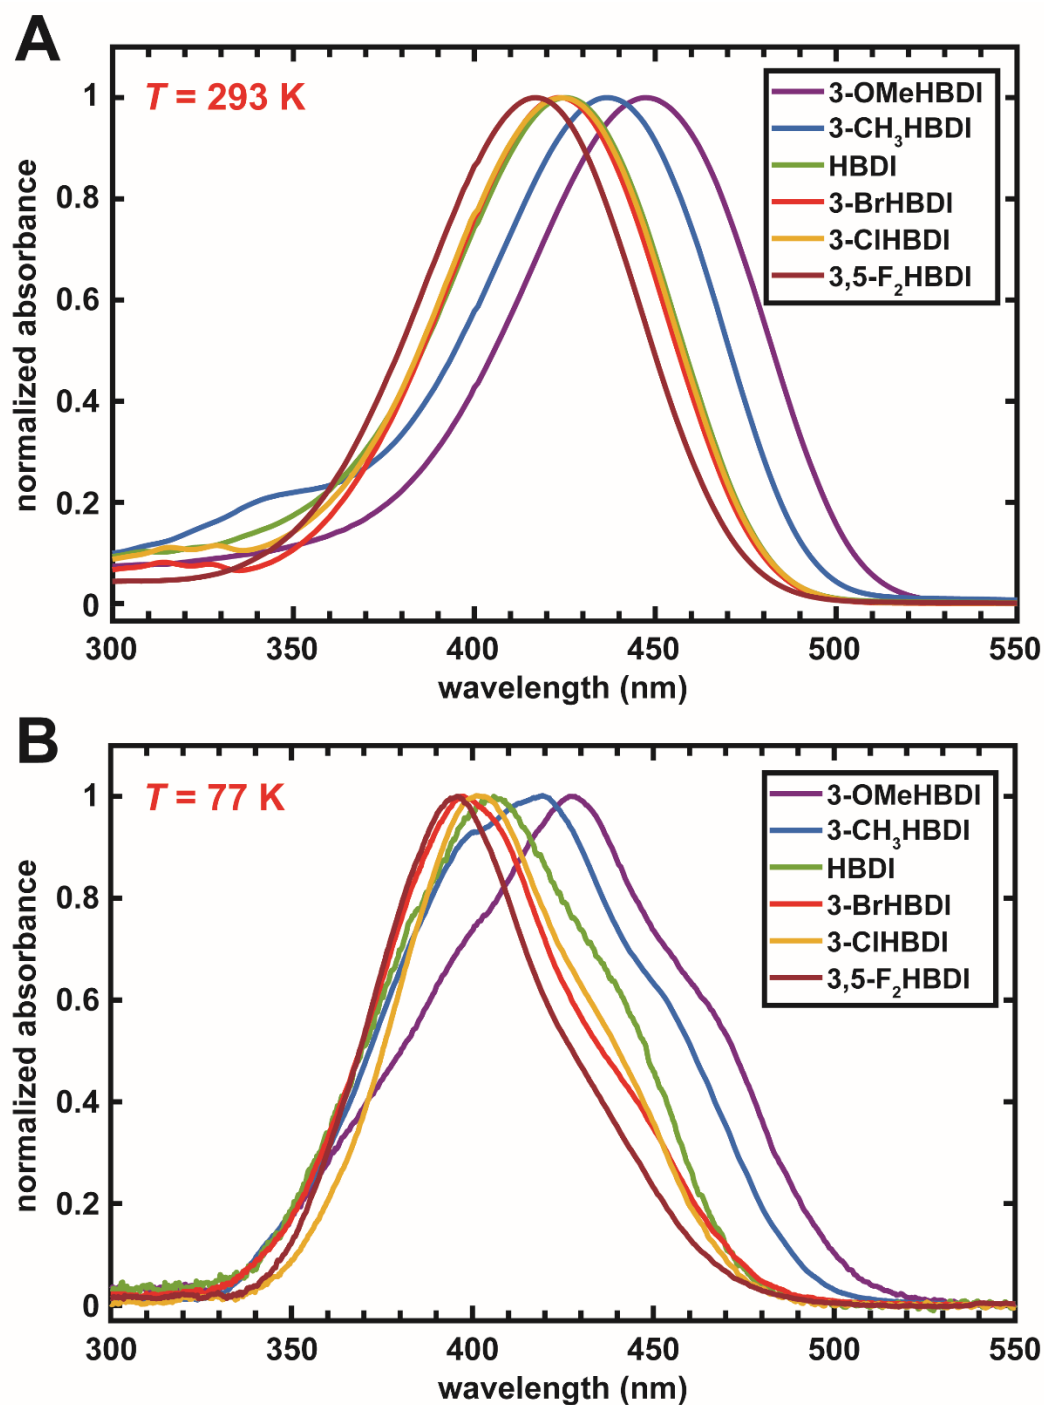 A
T = 293 K
3-OMeHBDI
3-CH₃HBDI
HBDI
3-BrHBDI
3-ClHBDI
3,5-F₂HBDI
normalized absorbance
1
0.8
0.6
0.4
0.2
0
300 350 400 450 500 550
wavelength (nm)
B
T = 77 K
3-OMeHBDI
3-CH₃HBDI
HBDI
3-BrHBDI
3-ClHBDI
3,5-F₂HBDI
normalized absorbance
1
0.8
0.6
0.4
0.2
0
300 350 400 450 500 550
wavelength (nm)